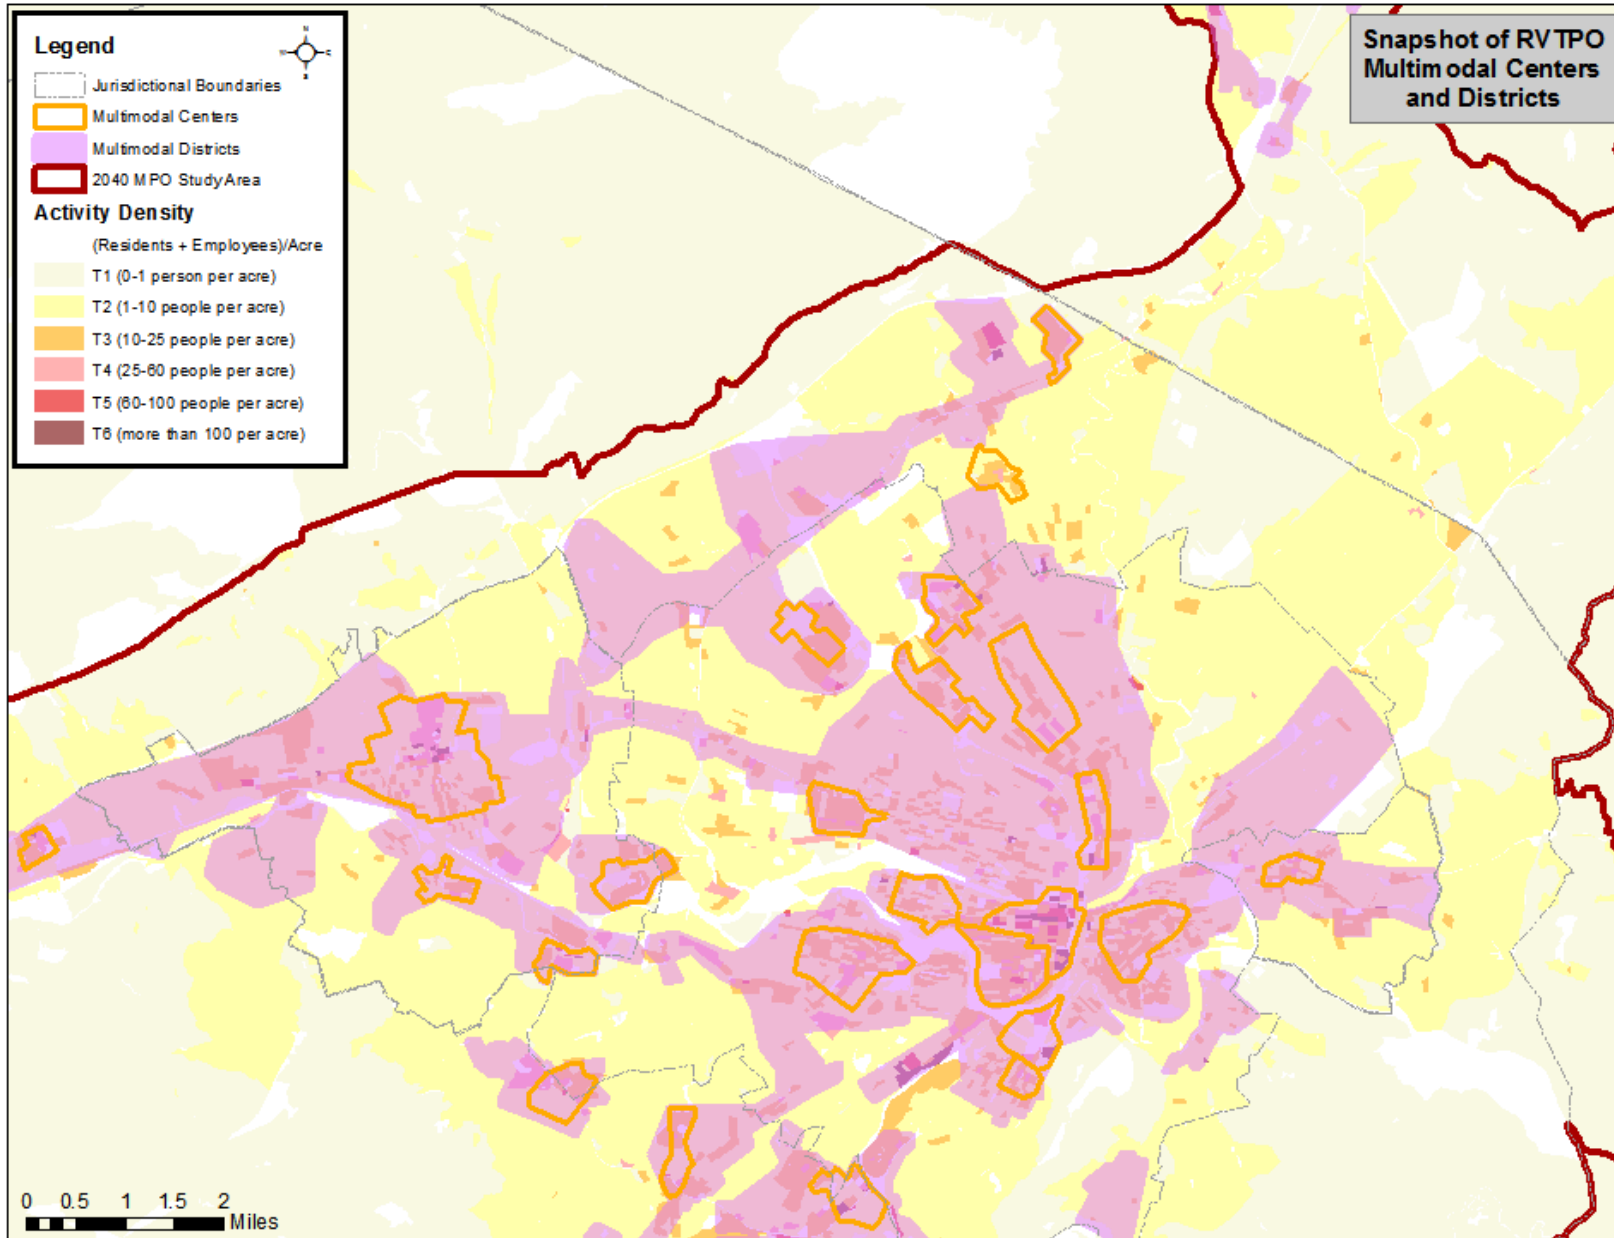 Legend
N
Jurisdictional Boundaries
Multimodal Centers
Multimodal Districts
2040 MPO Study Area
Activity Density
(Residents + Employees)/Acre
T1 (0-1 person per acre)
T2 (1-10 people per acre)
T3 (10-25 people per acre)
T4 (25-60 people per acre)
T5 (60-100 people per acre)
T6 (more than 100 per acre)
Snapshot of RVTPO
Multimodal Centers
and Districts
0 0.5 1 1.5 2
Miles